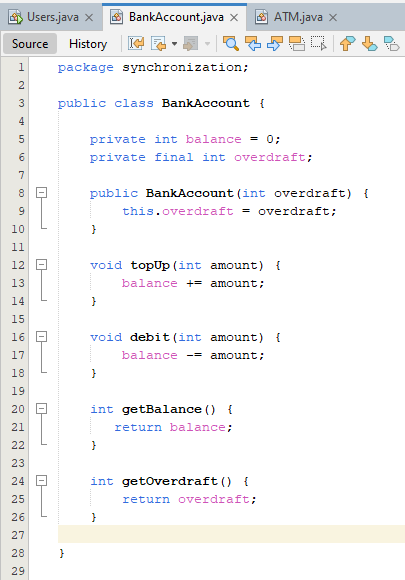 Users.java BankAccount.java ATM.java
Source History
1 package synchronization;
2
3 public class BankAccount {
4
5 private int balance = 0;
6 private final int overdraft;
7
8 public BankAccount(int overdraft) {
9 this.overdraft = overdraft;
10 }
11
12 void topUp(int amount) {
13 balance += amount;
14 }
15
16 void debit(int amount) {
17 balance -= amount;
18 }
19
20 int getBalance() {
21 return balance;
22 }
23
24 int getOverdraft() {
25 return overdraft;
26 }
27
28 }
29